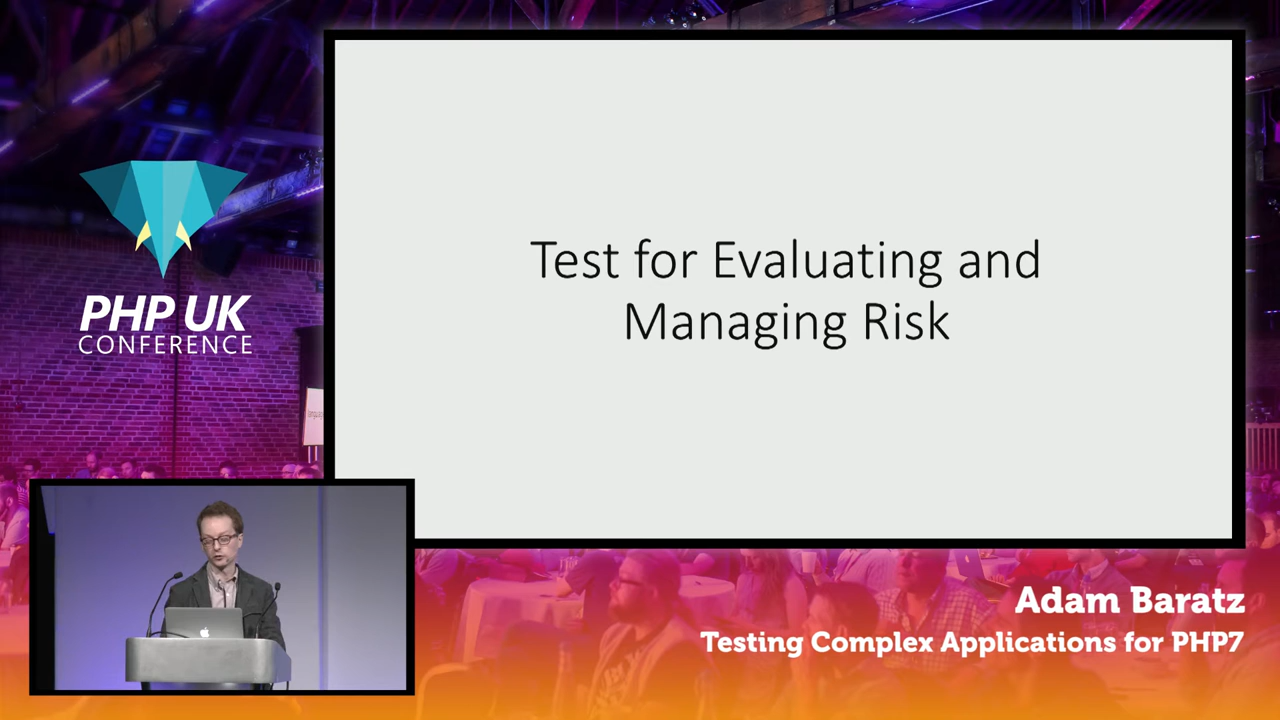 Test for Evaluating and
Managing Risk
PHP UK
CONFERENCE
Adam Baratz
Testing Complex Applications for PHP7